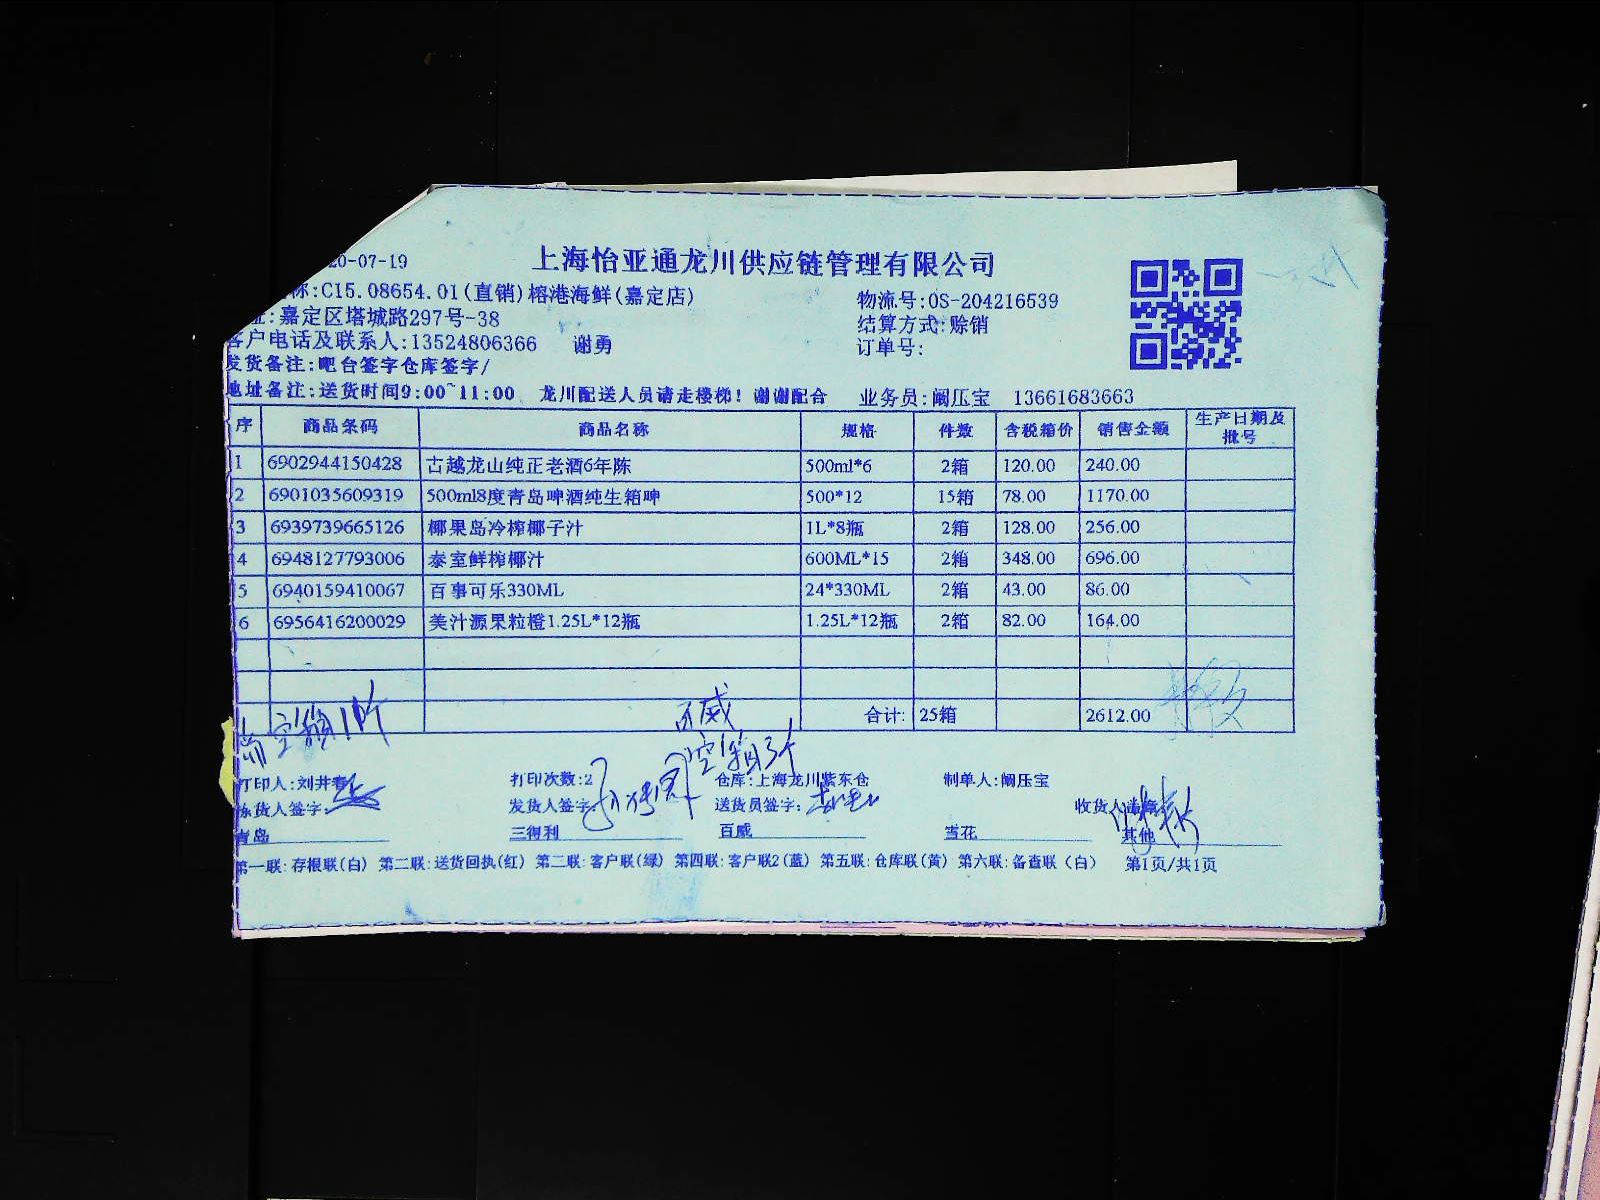 20-07-19
上海怡亚通龙川供应链管理有限公司
称:C15.08654.01(直销)榕港海鲜(嘉定店)
物流号:OS-204216539
址:嘉定区塔城路297号-38
结算方式:赊销
客户电话及联系人:13524806366 谢勇
订单号:
发货备注:吧台签字仓库签字/
地址备注:送货时间9:00~11:00 龙川配送人员请走楼梯!谢谢配合 业务员:阚压宝 13661683663
序 商品条码 商品名称 规格 件数 含税箱价 销售金额 生产日期及批号
1 6902944150428 古越龙山纯正老酒6年陈 500ml*6 2箱 120.00 240.00
2 6901035609319 500ml8度青岛啤酒纯生箱啤 500*12 15箱 78.00 1170.00
3 6939739665126 椰果岛冷榨椰子汁 1L*8瓶 2箱 128.00 256.00
4 6948127793006 泰室鲜榨椰汁 600ML*15 2箱 348.00 696.00
5 6940159410067 百事可乐330ML 24*330ML 2箱 43.00 86.00
6 6956416200029 美汁源果粒橙1.25L*12瓶 1.25L*12瓶 2箱 82.00 164.00
合计: 25箱 2612.00
空箱11个
百威
空箱3个
打印人:刘井春 打印次数:2 仓库:上海龙川紫东仓 制单人:阚压宝
拣货人签字: 发货人签字: 送货员签字: 收货人
青岛 三得利 百威 雪花 其他
第一联:存根联(白) 第二联:送货回执(红) 第二联:客户联(绿) 第四联:客户联2(蓝) 第五联:仓库联(黄) 第六联:备查联(白) 第1页/共1页